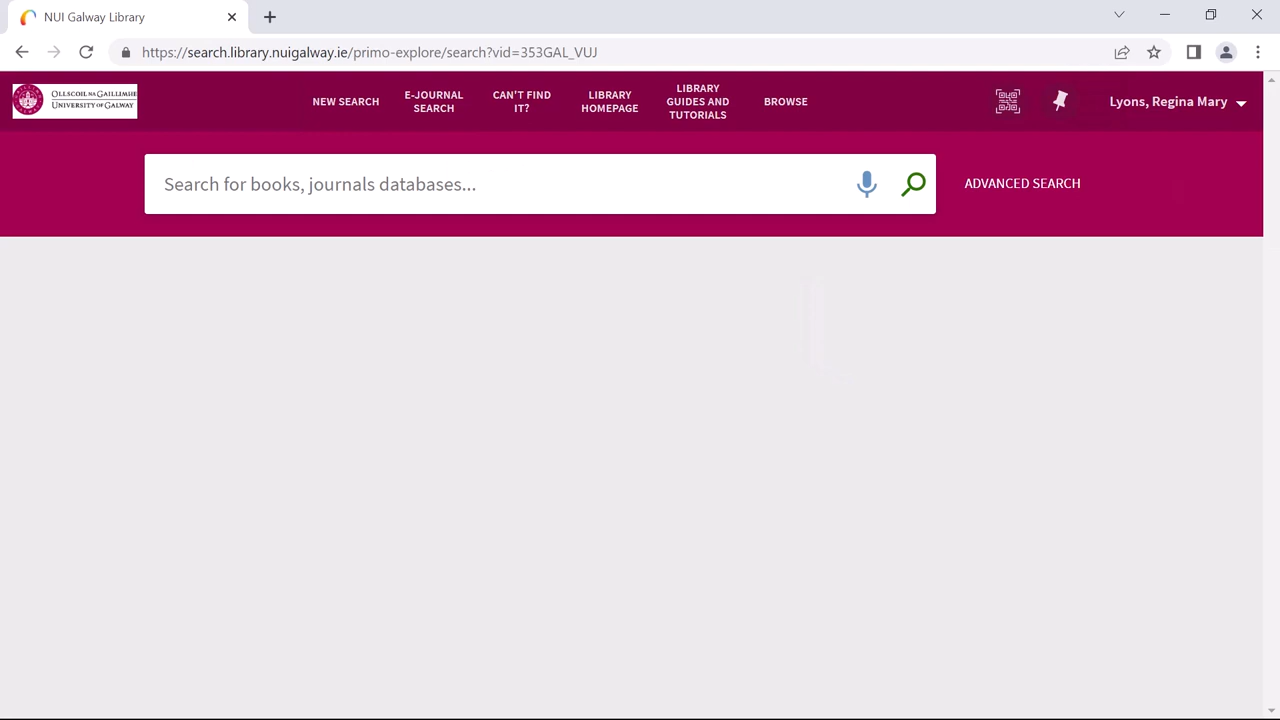 NUI Galway Library
https://search.library.nuigalway.ie/primo-explore/search?vid=353GAL_VUJ
OLLSCOIL NA GAILLIMHE
UNIVERSITY OF GALWAY
NEW SEARCH
E-JOURNAL
SEARCH
CAN'T FIND
IT?
LIBRARY
HOMEPAGE
LIBRARY
GUIDES AND
TUTORIALS
BROWSE
Lyons, Regina Mary
Search for books, journals databases...
ADVANCED SEARCH